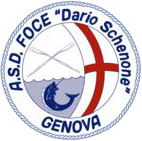 A.S.D. FOCE "Dario Schenone"
GENOVA